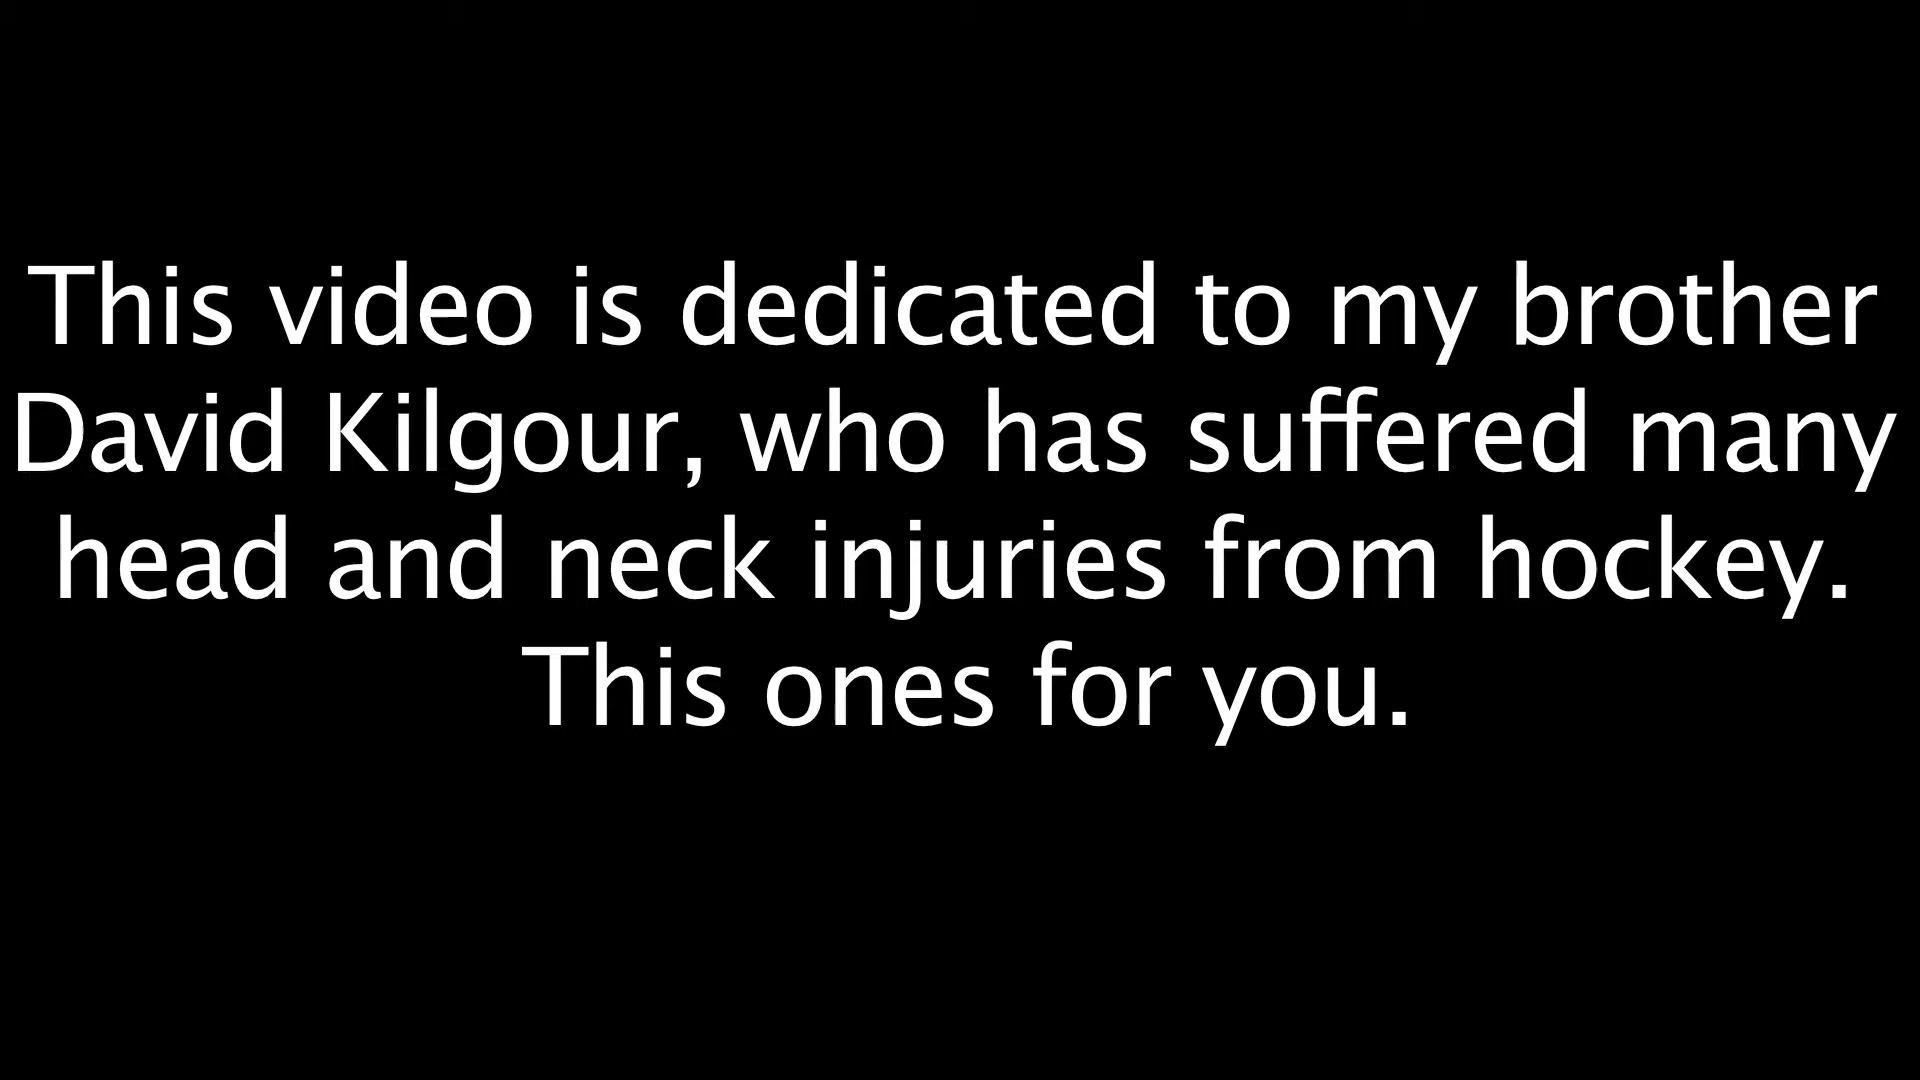 This video is dedicated to my brother
David Kilgour, who has suffered many
head and neck injuries from hockey.
This ones for you.